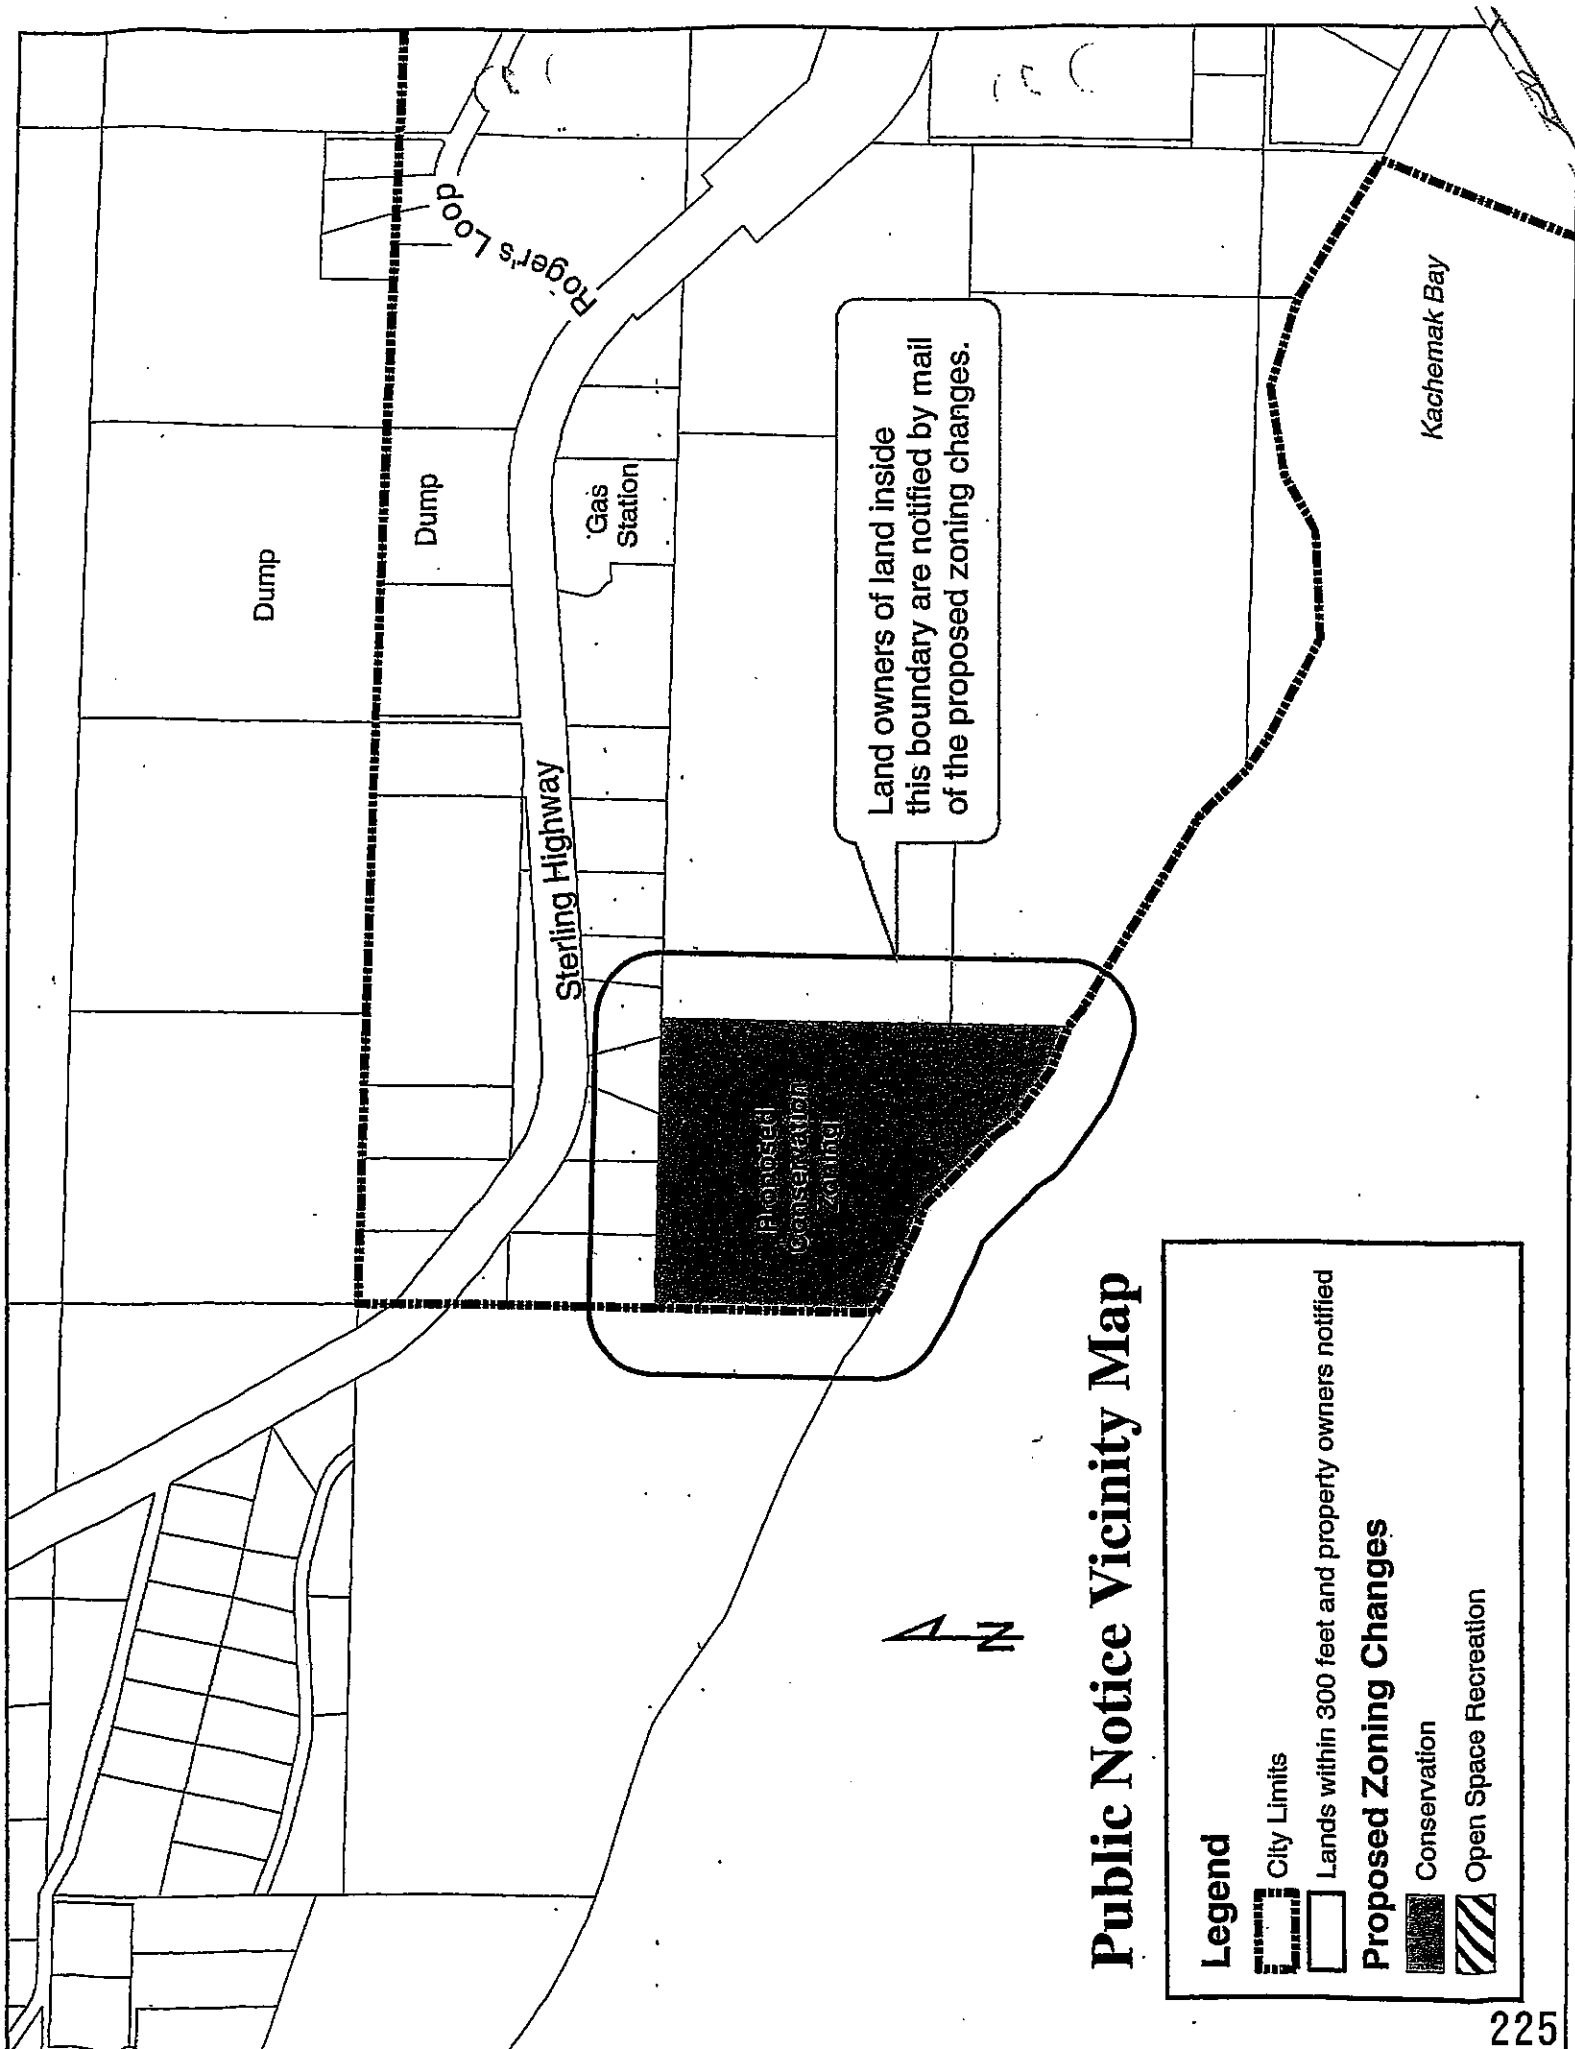 Dump
Dump
Roger's Loop
Gas
Station
Sterling Highway
Land owners of land inside
this boundary are notified by mail
of the proposed zoning changes.
Proposed
Conservation
zoning
Kachemak Bay
N
Public Notice Vicinity Map
Legend
City Limits
Lands within 300 feet and property owners notified
Proposed Zoning Changes
Conservation
Open Space Recreation
225